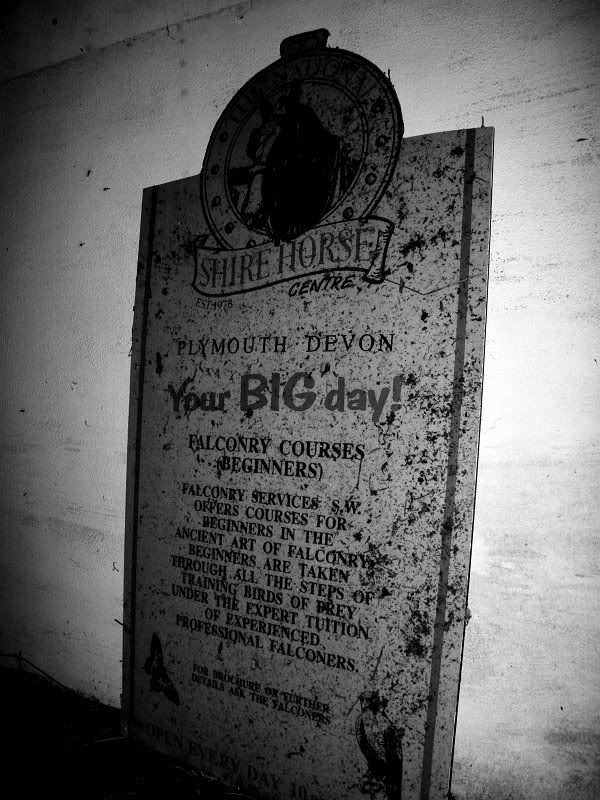 THE NATIONAL
SHIRE HORSE
CENTRE
EST. 1978
PLYMOUTH DEVON
Your BIG day!
FALCONRY COURSES
(BEGINNERS)
FALCONRY SERVICES S.W.
OFFERS COURSES FOR
BEGINNERS IN THE
ANCIENT ART OF FALCONRY
BEGINNERS ARE TAKEN
THROUGH ALL THE STEPS OF
TRAINING BIRDS OF PREY
UNDER THE EXPERT TUITION
OF EXPERIENCED
PROFESSIONAL FALCONERS
FOR BROCHURE OR FURTHER
DETAILS ASK THE FALCONERS
OPEN EVERY DAY 10